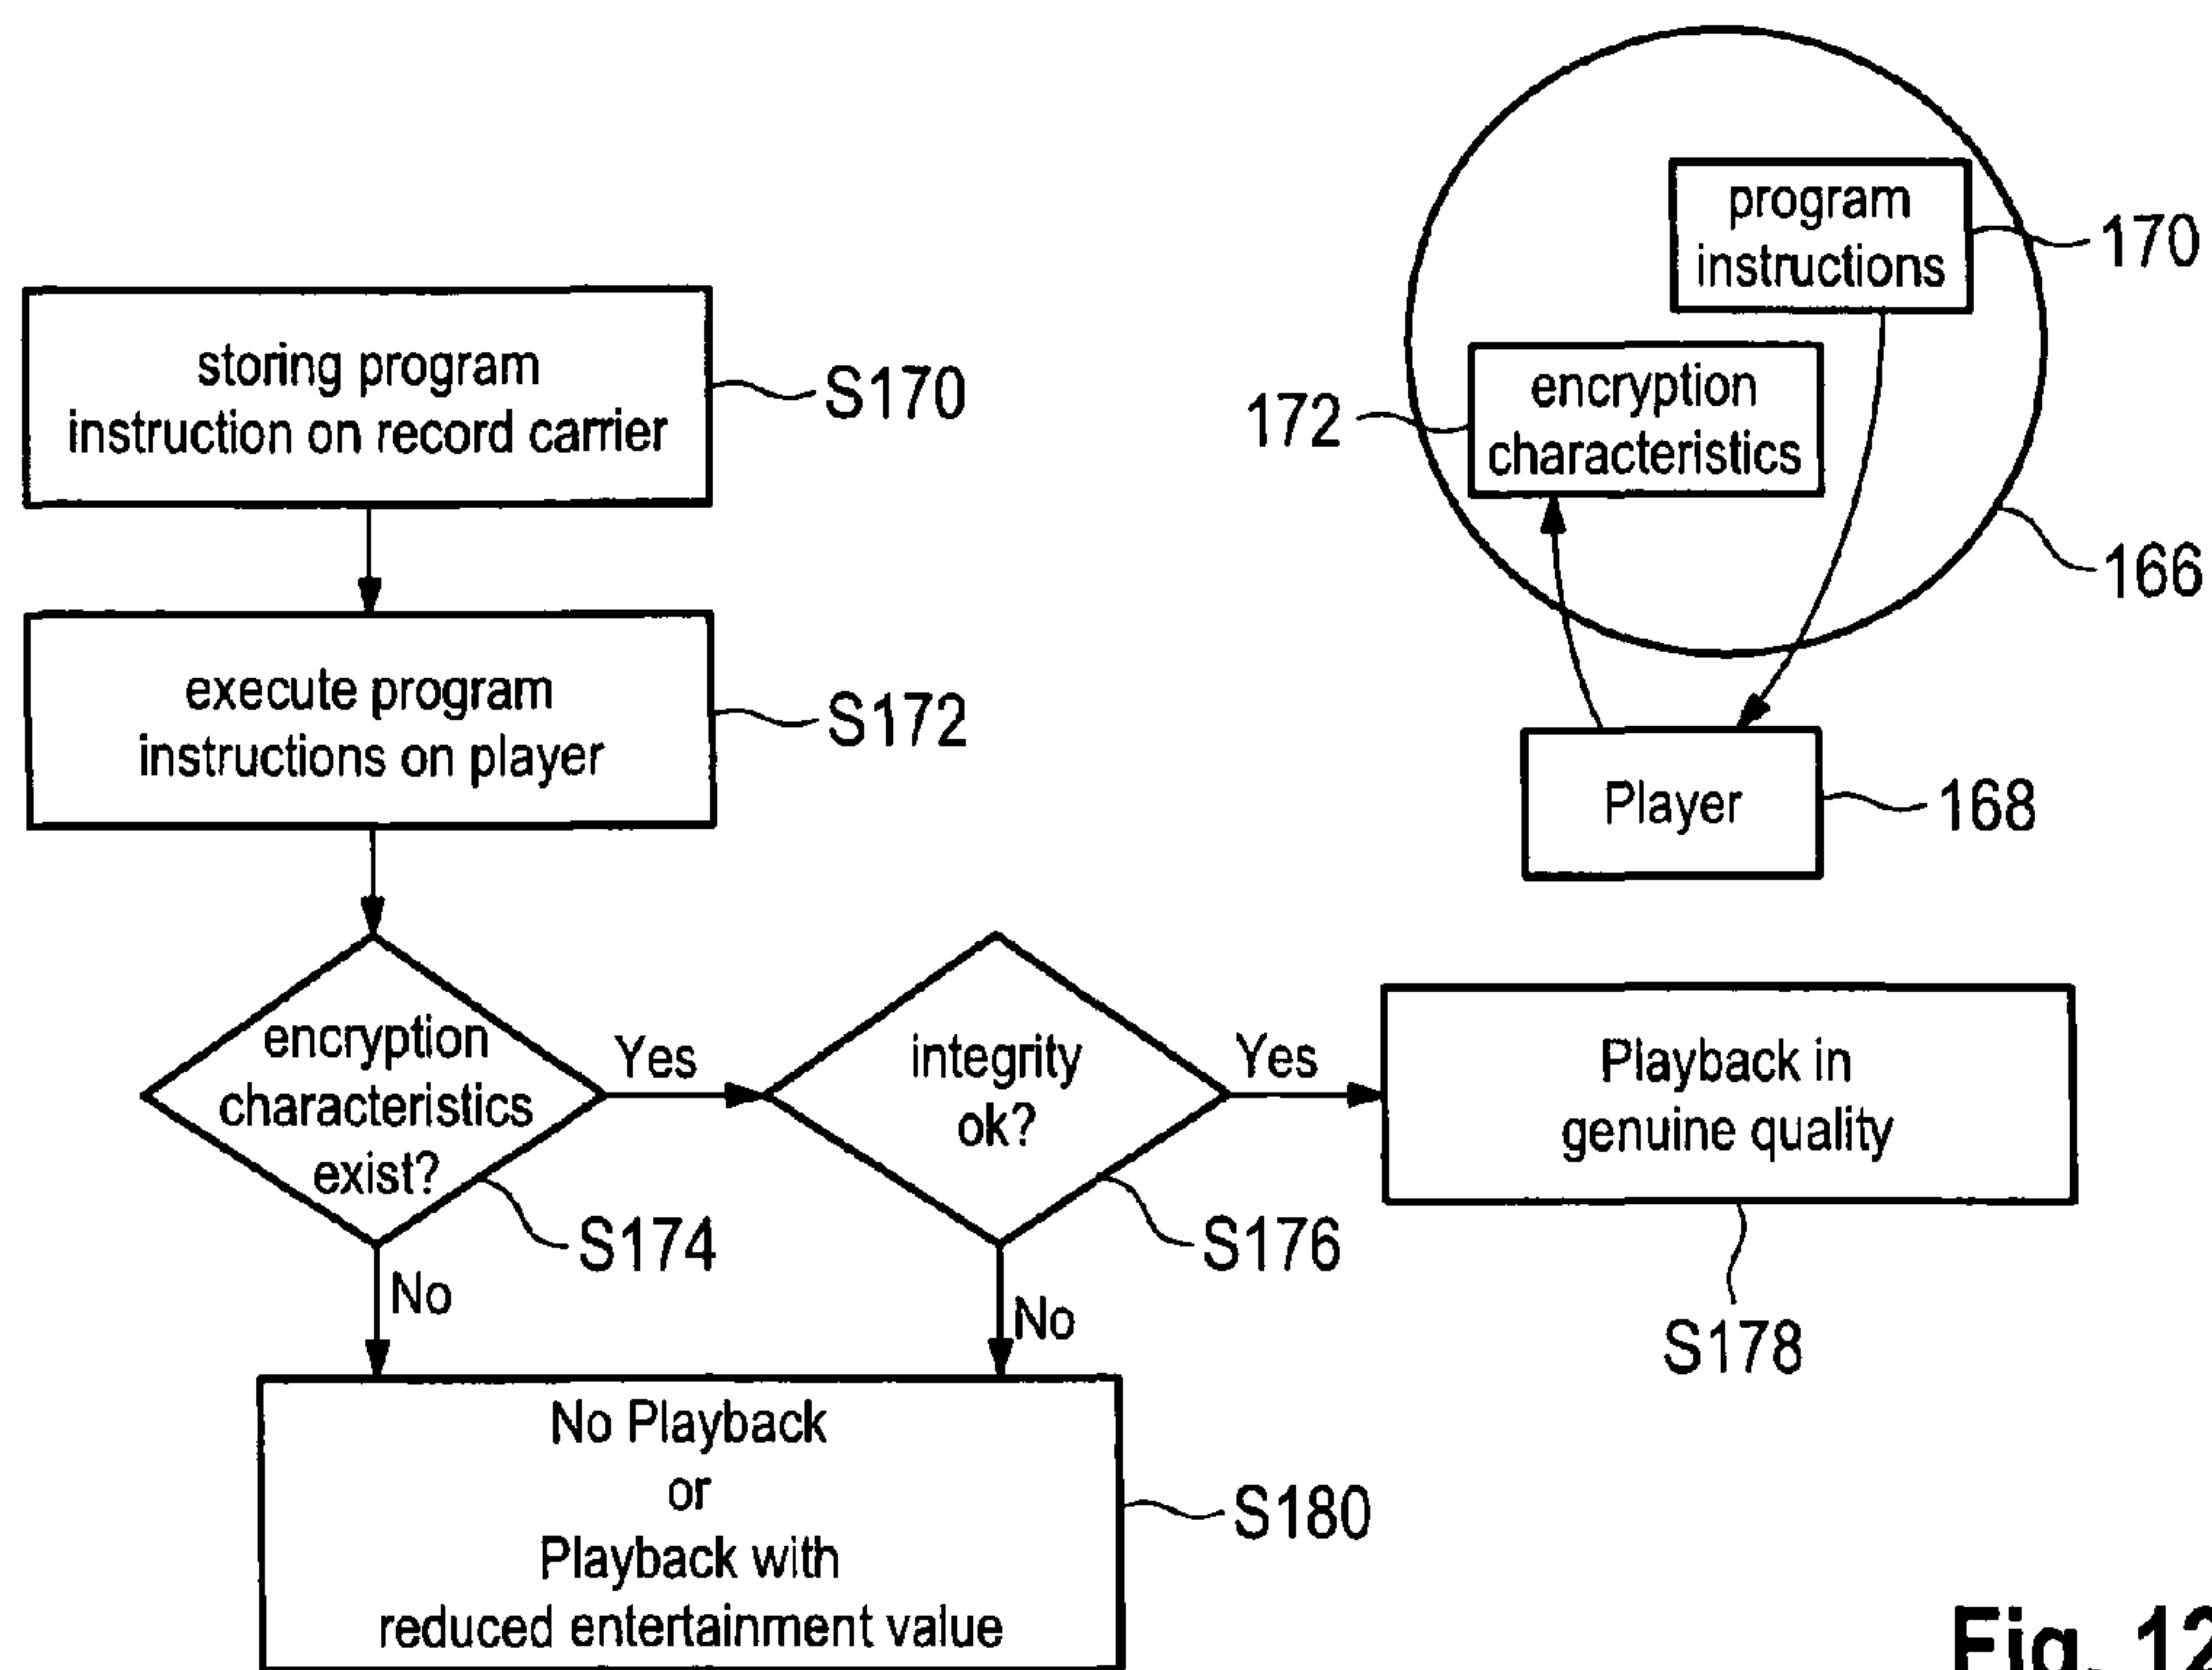 program
instructions
170
encryption
characteristics
172
166
Player
168
storing program
instruction on record carrier
S170
execute program
instructions on player
S172
encryption
characteristics
exist?
S174
Yes
No
integrity
ok?
S176
Yes
No
Playback in
genuine quality
S178
No Playback
or
Playback with
reduced entertainment value
S180
Fig. 12